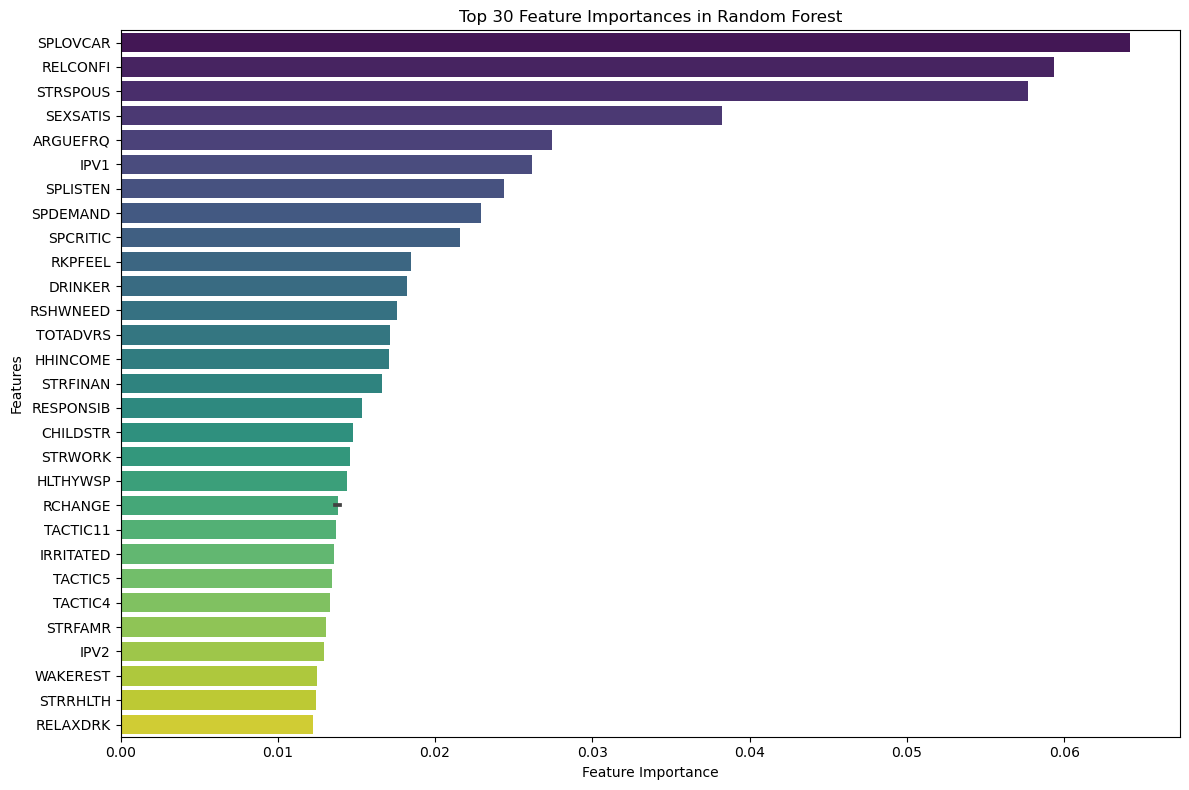 Top 30 Feature Importances in Random Forest
Features
SPLOVCAR
RELCONFI
STRSPOUS
SEXSATIS
ARGUEFRQ
IPV1
SPLISTEN
SPDEMAND
SPCRITIC
RKPFEEL
DRINKER
RSHWNEED
TOTADVRS
HHINCOME
STRFINAN
RESPONSIB
CHILDSTR
STRWORK
HLTHYWSP
RCHANGE
TACTIC11
IRRITATED
TACTIC5
TACTIC4
STRFAMR
IPV2
WAKEREST
STRRHLTH
RELAXDRK
0.00 0.01 0.02 0.03 0.04 0.05 0.06
Feature Importance